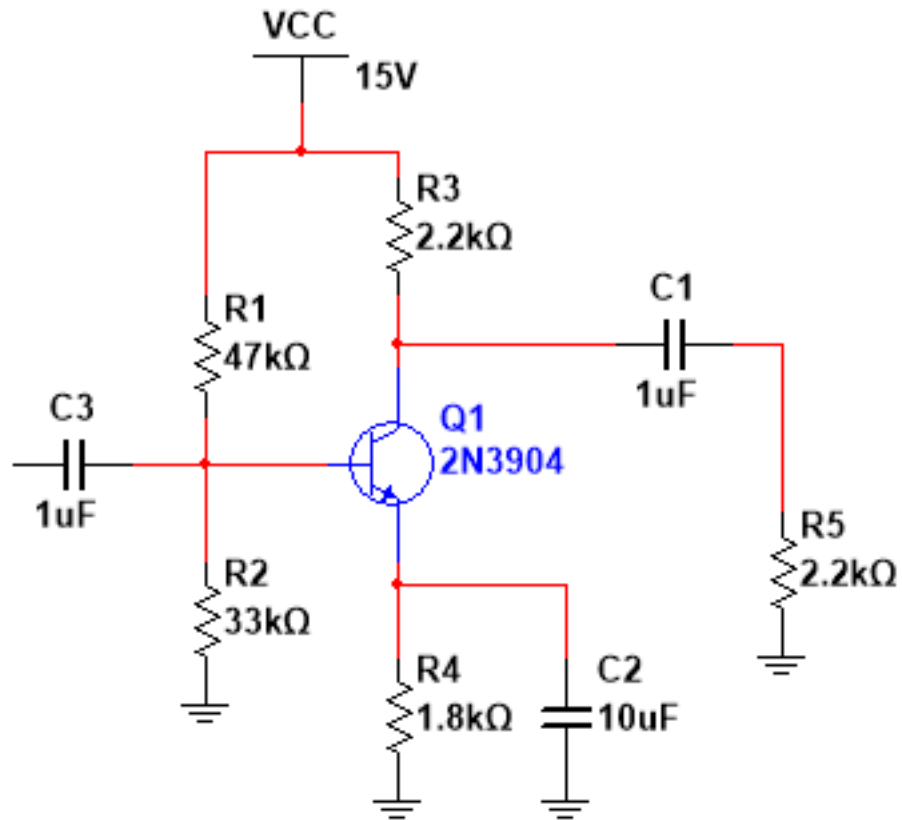 VCC
15V
R3
2.2kΩ
R1
47kΩ
C1
1uF
C3
1uF
Q1
2N3904
R5
2.2kΩ
R2
33kΩ
R4
1.8kΩ
C2
10uF